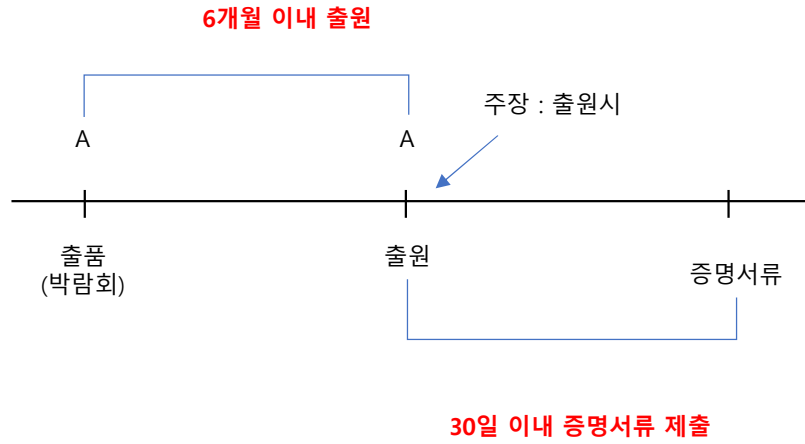 6개월 이내 출원
주장 : 출원시
A
A
출품
(박람회)
출원
증명서류
30일 이내 증명서류 제출